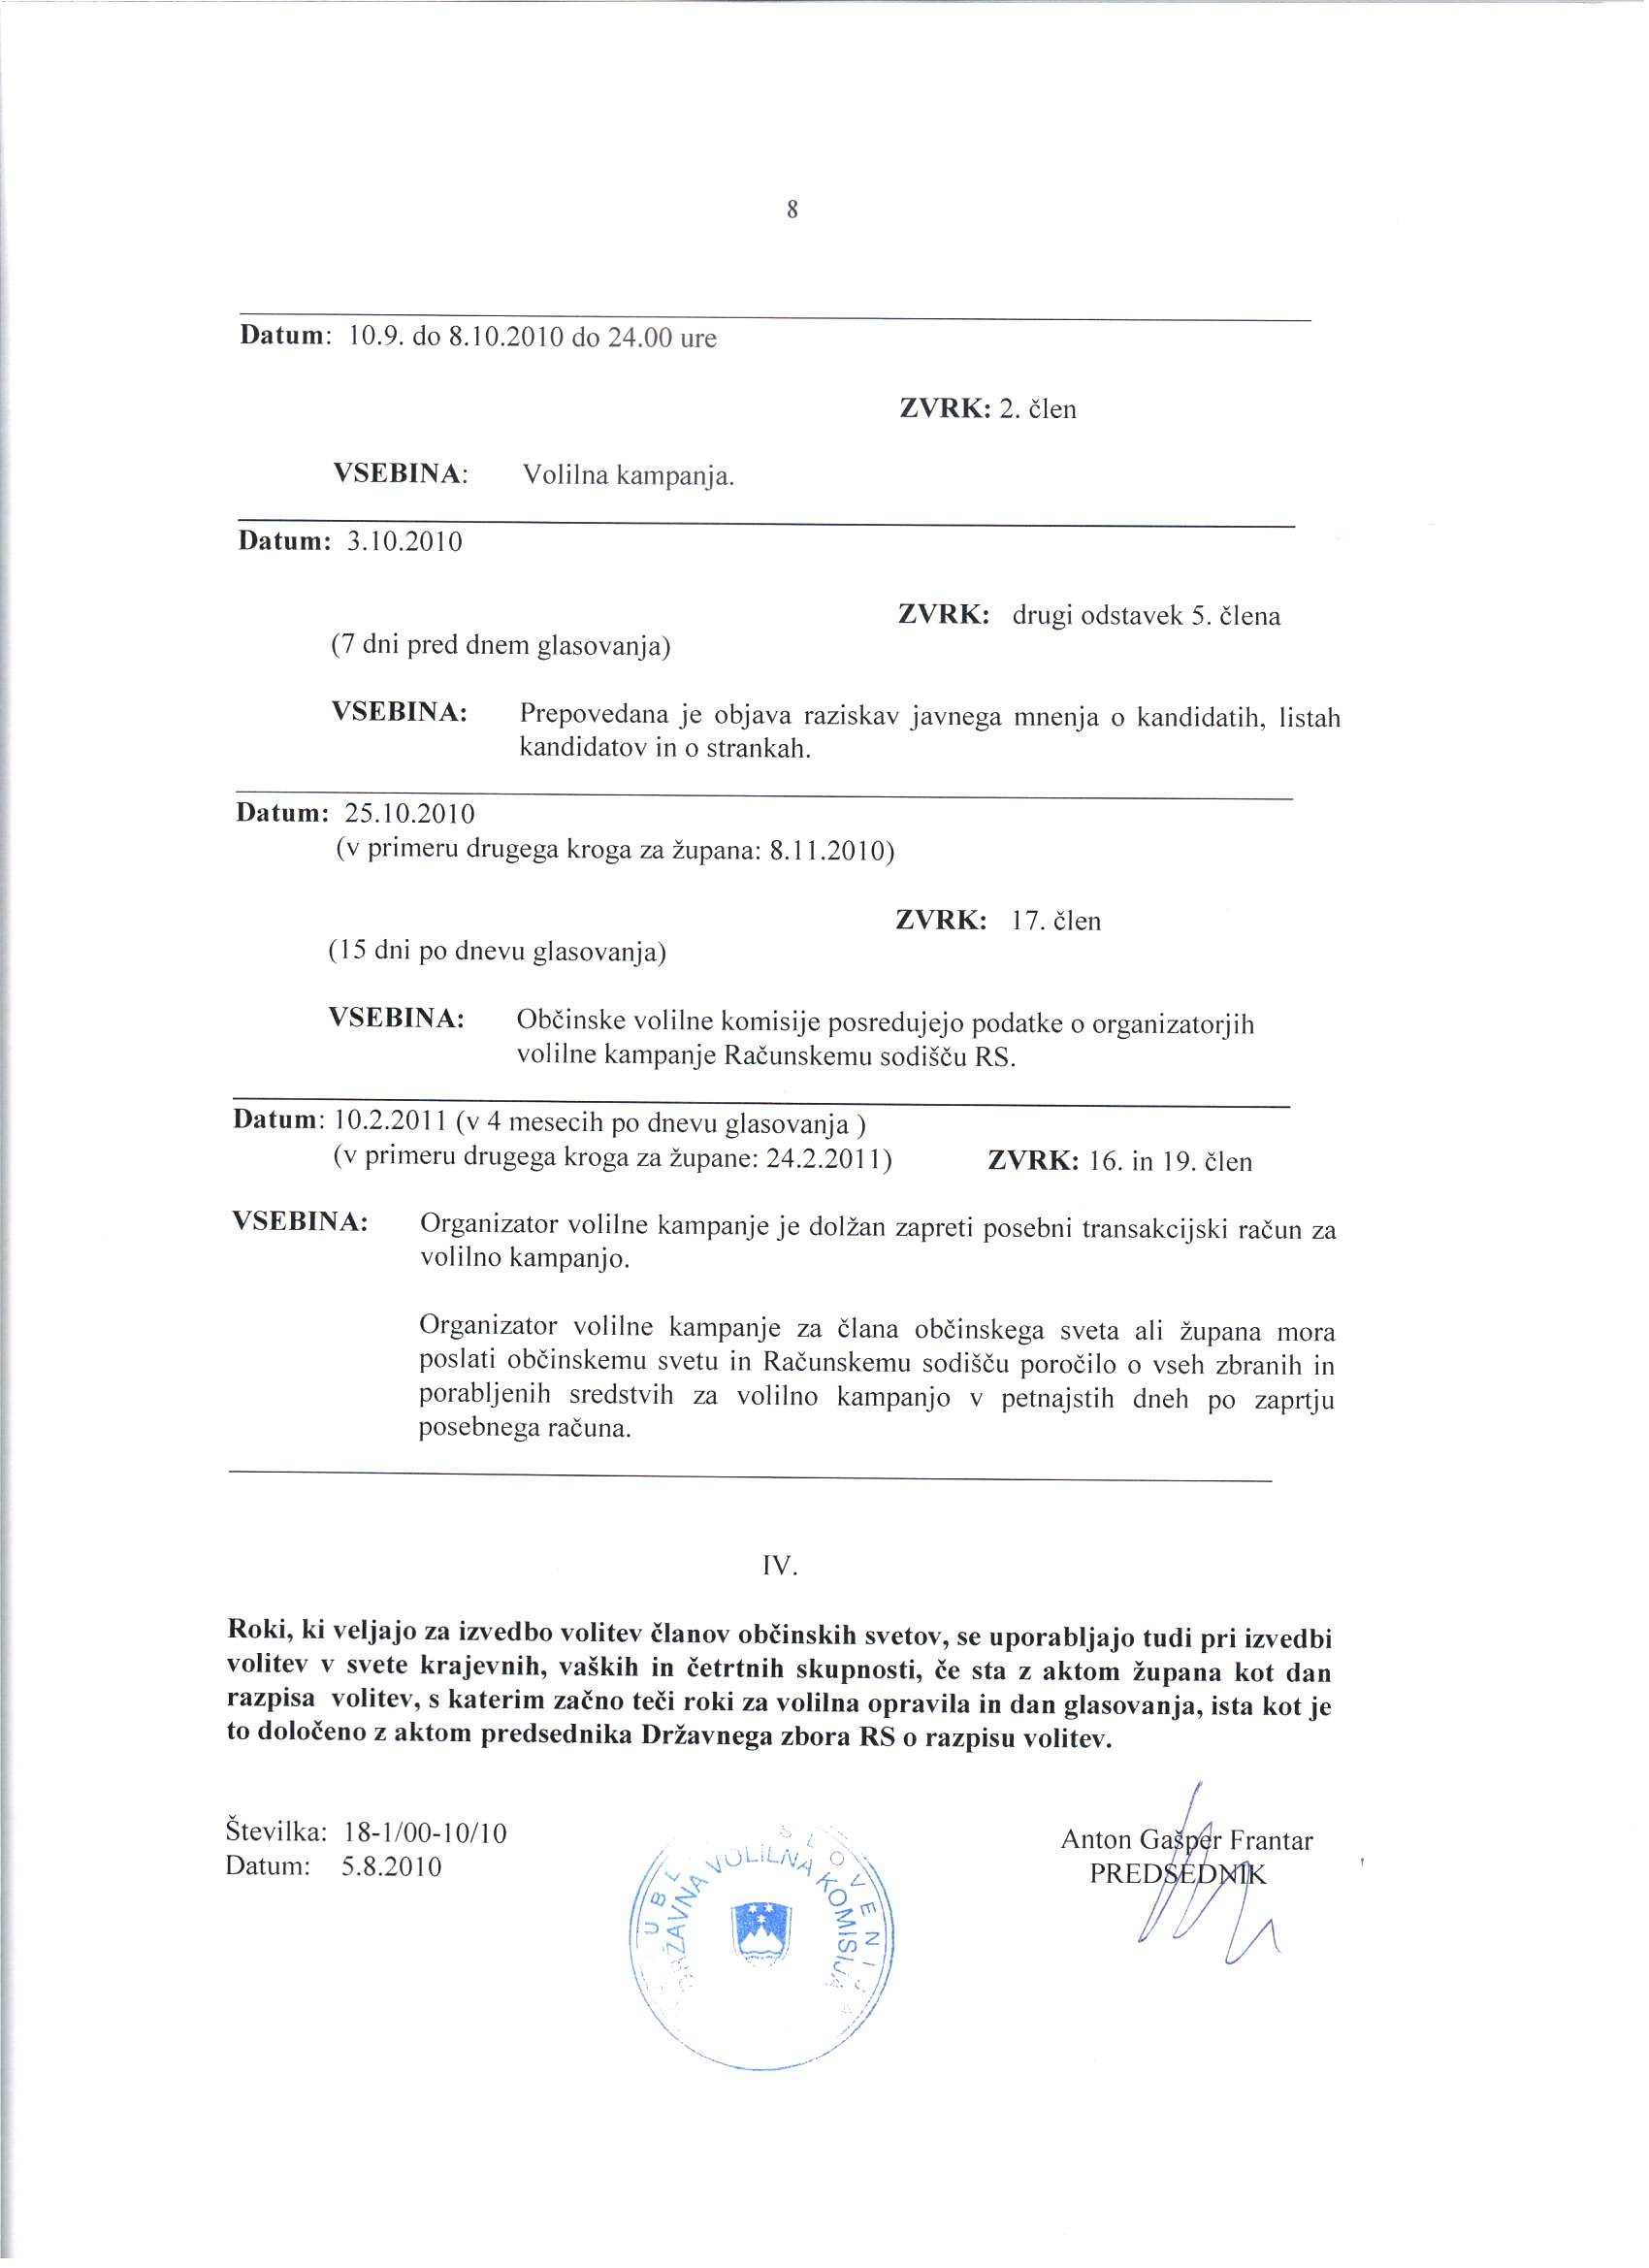 8
Datum: 10.9. do 8.10.2010 do 24.00 ure
ZVRK: 2. člen
VSEBINA: Volilna kampanja.
Datum: 3.10.2010
ZVRK: drugi odstavek 5. člena
(7 dni pred dnem glasovanja)
VSEBINA: Prepovedana je objava raziskav javnega mnenja o kandidatih, listah
kandidatov in o strankah.
Datum: 25.10.2010
(v primeru drugega kroga za župana: 8.11.2010)
ZVRK: 17. člen
(15 dni po dnevu glasovanja)
VSEBINA: Občinske volilne komisije posredujejo podatke o organizatorjih
volilne kampanje Računskemu sodišču RS.
Datum: 10.2.2011 (v 4 mesecih po dnevu glasovanja )
(v primeru drugega kroga za župane: 24.2.2011) ZVRK: 16. in 19. člen
VSEBINA: Organizator volilne kampanje je dolžan zapreti posebni transakcijski račun za
volilno kampanjo.
Organizator volilne kampanje za člana občinskega sveta ali župana mora
poslati občinskemu svetu in Računskemu sodišču poročilo o vseh zbranih in
porabljenih sredstvih za volilno kampanjo v petnajstih dneh po zaprtju
posebnega računa.
IV.
Roki, ki veljajo za izvedbo volitev članov občinskih svetov, se uporabljajo tudi pri izvedbi
volitev v svete krajevnih, vaških in četrtnih skupnosti, če sta z aktom župana kot dan
razpisa volitev, s katerim začno teči roki za volilna opravila in dan glasovanja, ista kot je
to določeno z aktom predsednika Državnega zbora RS o razpisu volitev.
Številka: 18-1/00-10/10
Datum: 5.8.2010
Anton Gašper Frantar
PREDSEDNIK
DRŽAVNA VOLILNA KOMISIJA